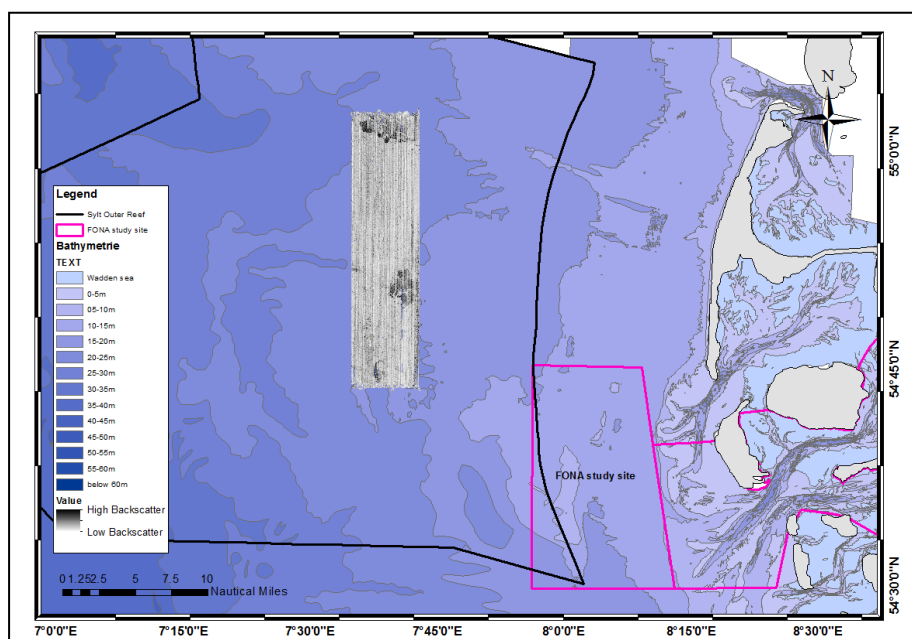 N
55°0'0"N
Legend
Sylt Outer Reef
FONA study site
Bathymetrie
TEXT
Wadden sea
0-5m
05-10m
10-15m
15-20m
20-25m
25-30m
30-35m
35-40m
40-45m
45-50m
50-55m
55-60m
below 60m
Value
High Backscatter
Low Backscatter
54°45'0"N
FONA study site
0 1.25 2.5 5 7.5 10
Nautical Miles
54°30'0"N
7°0'0"E 7°15'0"E 7°30'0"E 7°45'0"E 8°0'0"E 8°15'0"E 8°30'0"E